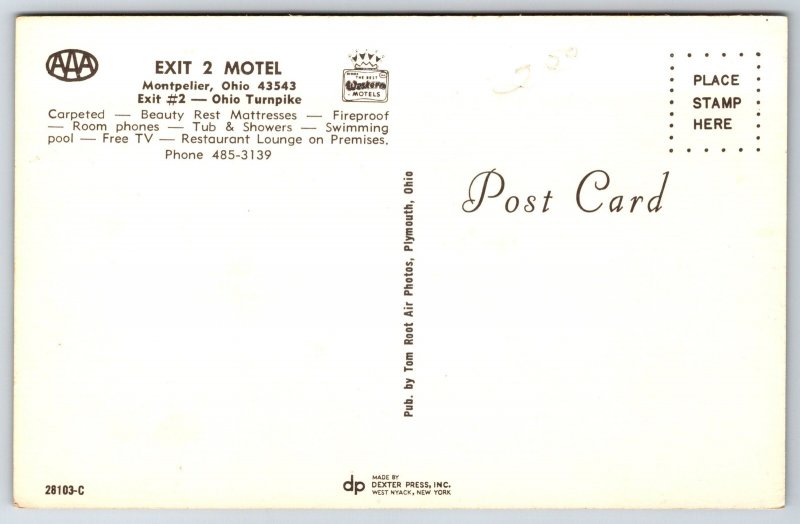 AAA
EXIT 2 MOTEL
Montpelier, Ohio 43543
Exit #2 — Ohio Turnpike
THE BEST
Western
MOTELS
Carpeted — Beauty Rest Mattresses — Fireproof
— Room phones — Tub & Showers — Swimming
pool — Free TV — Restaurant Lounge on Premises.
Phone 485-3139
PLACE
STAMP
HERE
Post Card
Pub. by Tom Root Air Photos, Plymouth, Ohio
28103-C
dp
MADE BY
DEXTER PRESS, INC.
WEST NYACK, NEW YORK